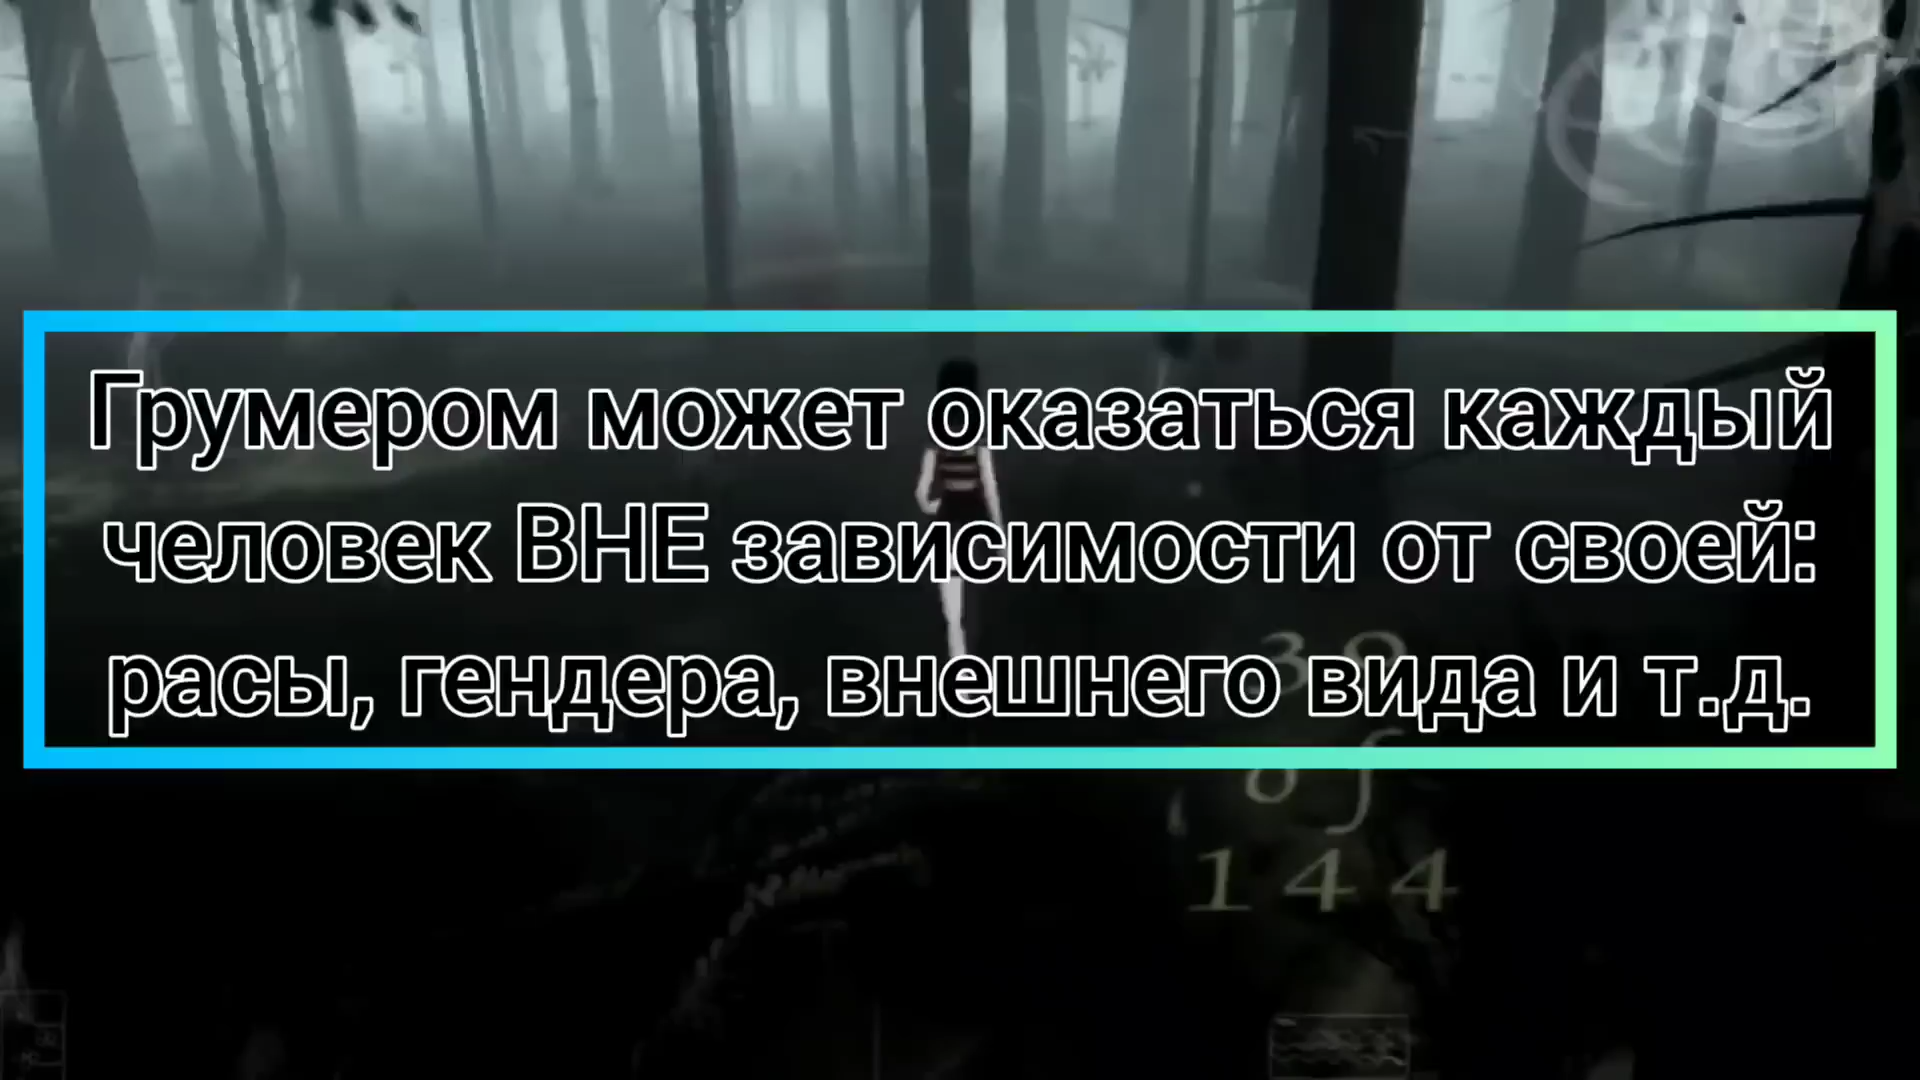 Грумером может оказаться каждый
человек ВНЕ зависимости от своей:
расы, гендера, внешнего вида и т.д.
144